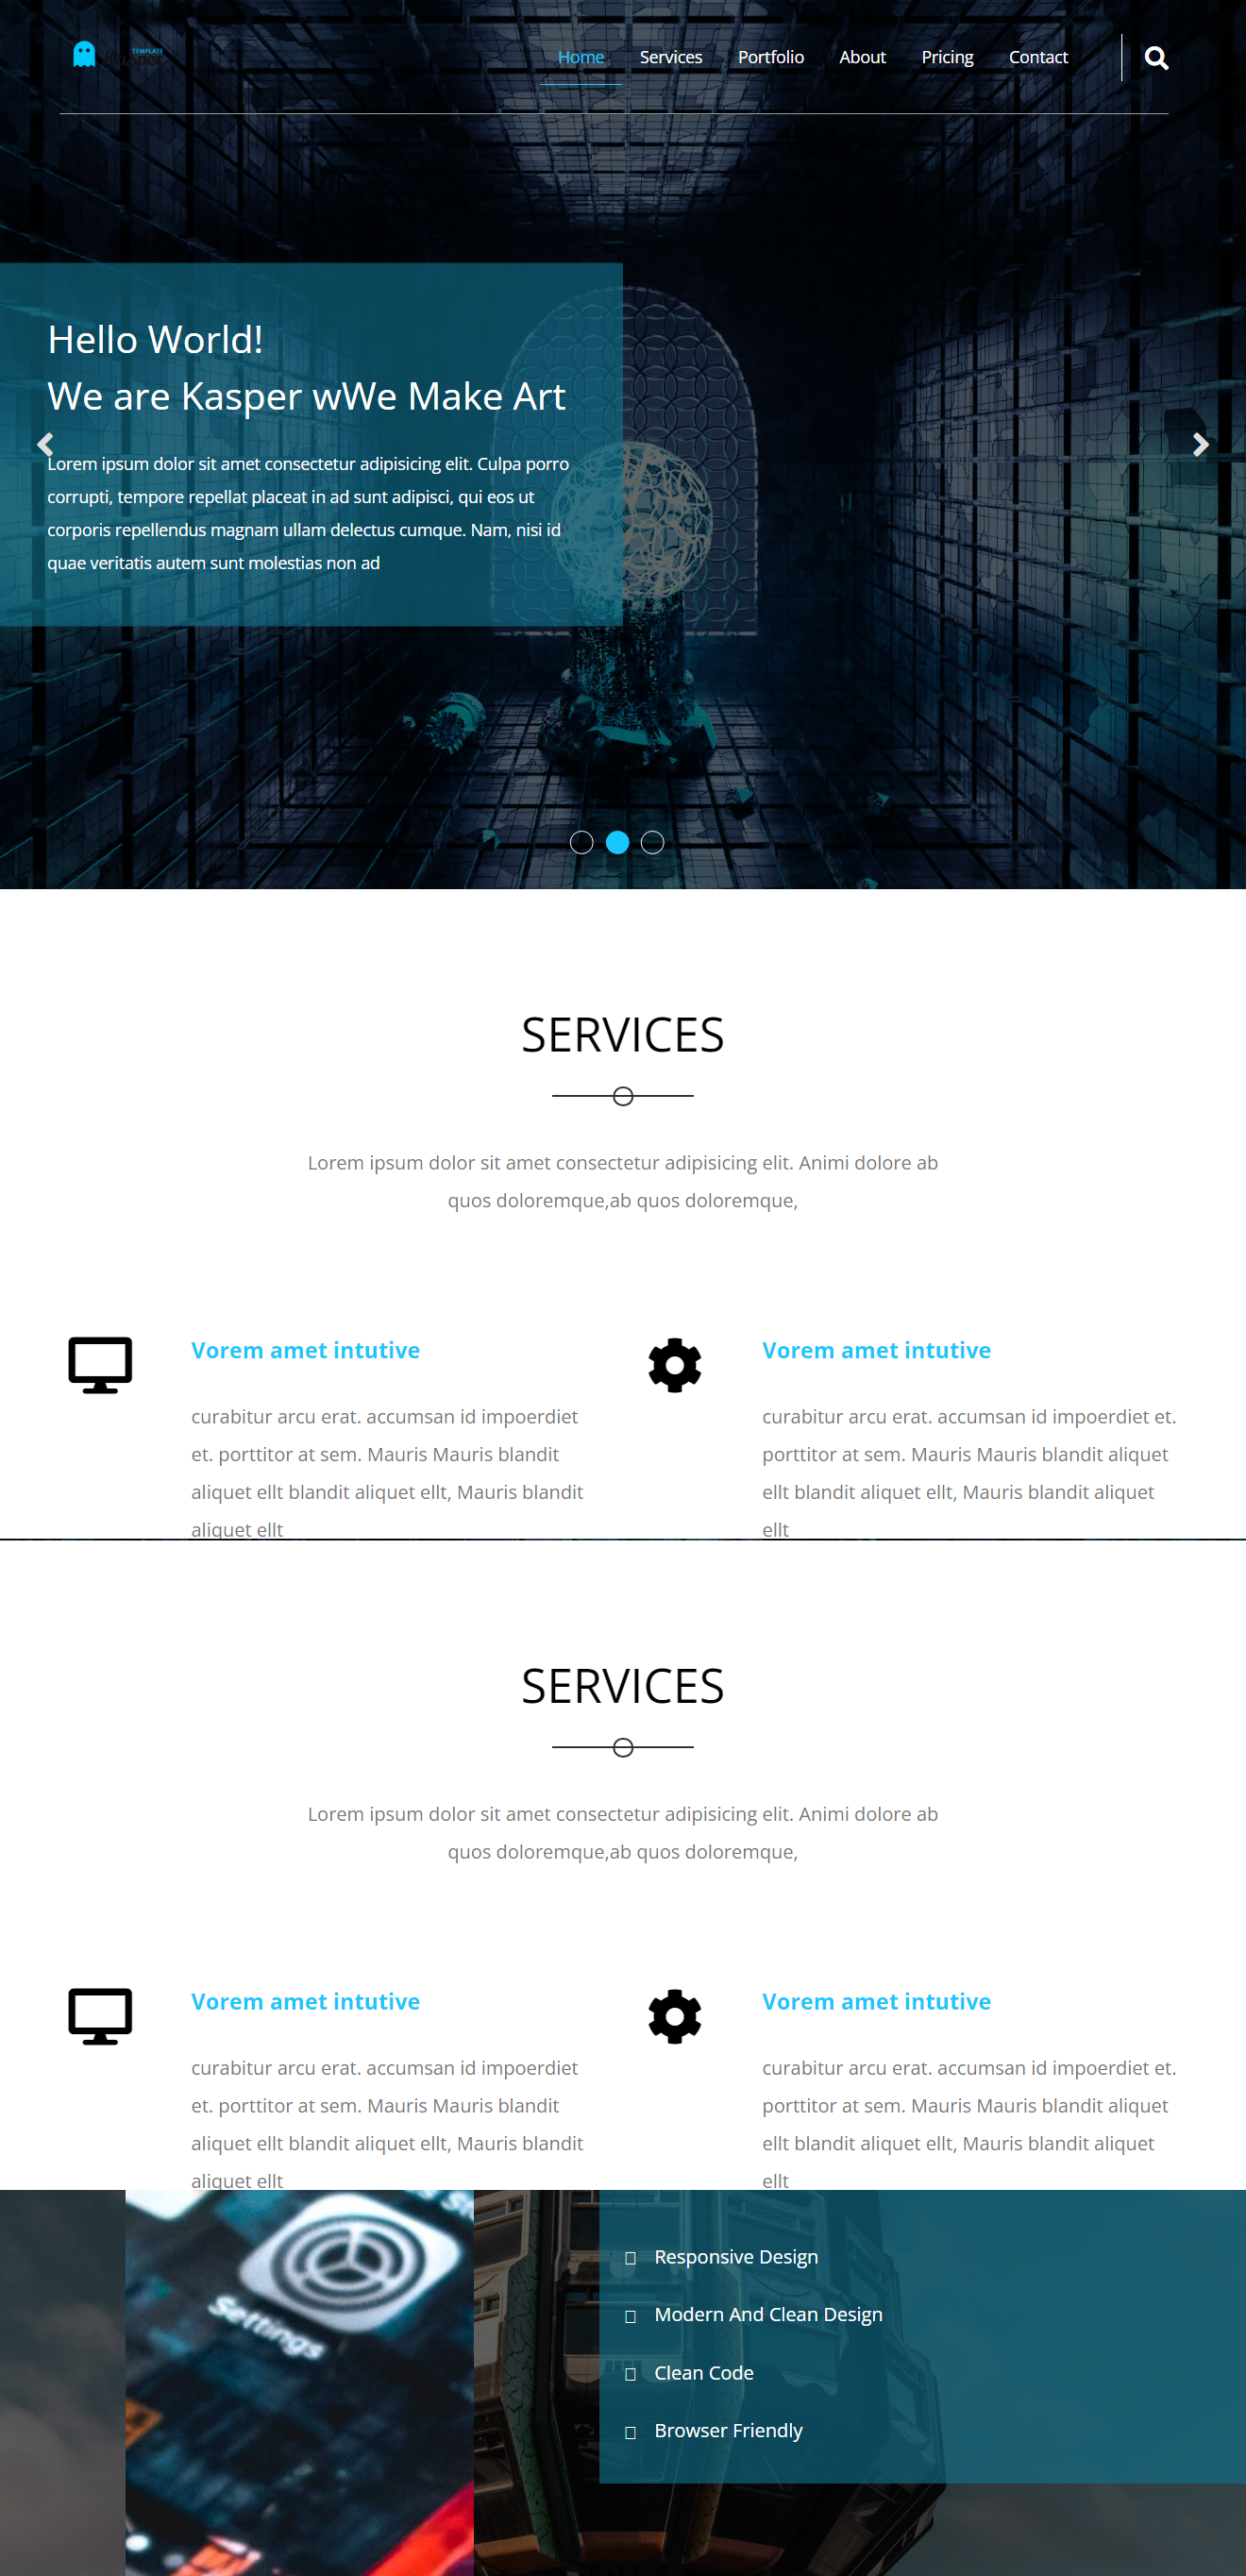 TEMPLATE
Kasper
Home Services Portfolio About Pricing Contact
Hello World!
We are Kasper wWe Make Art
Lorem ipsum dolor sit amet consectetur adipisicing elit. Culpa porro
corrupti, tempore repellat placeat in ad sunt adipisci, qui eos ut
corporis repellendus magnam ullam delectus cumque. Nam, nisi id
quae veritatis autem sunt molestias non ad
SERVICES
Lorem ipsum dolor sit amet consectetur adipisicing elit. Animi dolore ab
quos doloremque,ab quos doloremque,
Vorem amet intutive
curabitur arcu erat. accumsan id impoerdiet
et. porttitor at sem. Mauris Mauris blandit
aliquet ellt blandit aliquet ellt, Mauris blandit
aliquet ellt
Vorem amet intutive
curabitur arcu erat. accumsan id impoerdiet et.
porttitor at sem. Mauris Mauris blandit aliquet
ellt blandit aliquet ellt, Mauris blandit aliquet
ellt
SERVICES
Lorem ipsum dolor sit amet consectetur adipisicing elit. Animi dolore ab
quos doloremque,ab quos doloremque,
Vorem amet intutive
curabitur arcu erat. accumsan id impoerdiet
et. porttitor at sem. Mauris Mauris blandit
aliquet ellt blandit aliquet ellt, Mauris blandit
aliquet ellt
Vorem amet intutive
curabitur arcu erat. accumsan id impoerdiet et.
porttitor at sem. Mauris Mauris blandit aliquet
ellt blandit aliquet ellt, Mauris blandit aliquet
ellt
Settings
Responsive Design
Modern And Clean Design
Clean Code
Browser Friendly